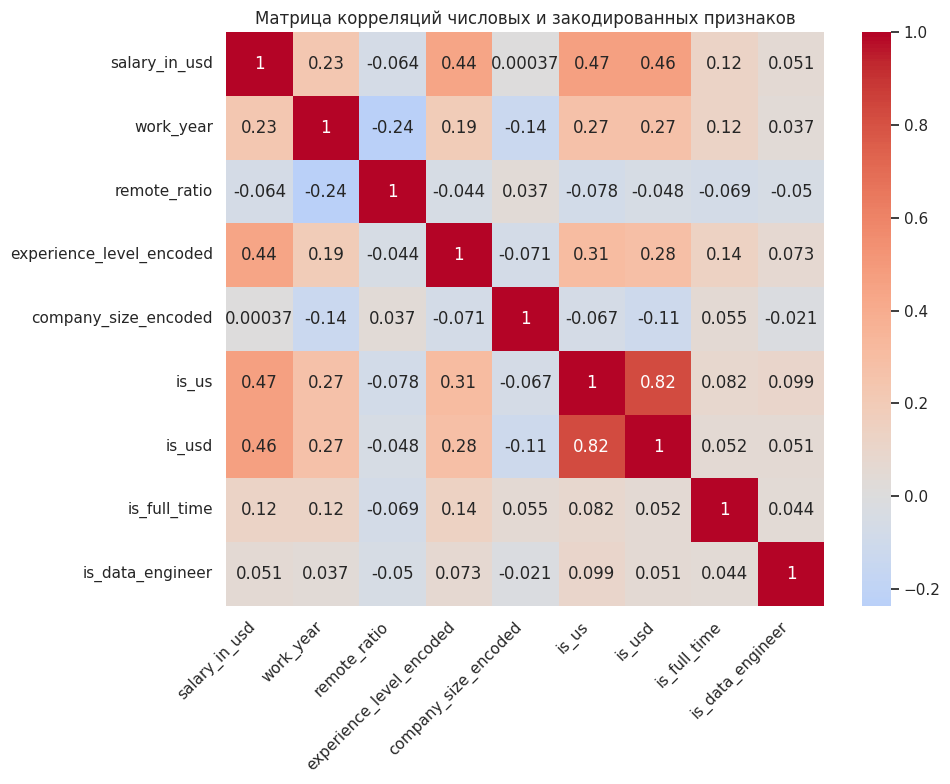 Матрица корреляций числовых и закодированных признаков
salary_in_usd 1 0.23 -0.064 0.44 0.00037 0.47 0.46 0.12 0.051
work_year 0.23 1 -0.24 0.19 -0.14 0.27 0.27 0.12 0.037
remote_ratio -0.064 -0.24 1 -0.044 0.037 -0.078 -0.048 -0.069 -0.05
experience_level_encoded 0.44 0.19 -0.044 1 -0.071 0.31 0.28 0.14 0.073
company_size_encoded 0.00037 -0.14 0.037 -0.071 1 -0.067 -0.11 0.055 -0.021
is_us 0.47 0.27 -0.078 0.31 -0.067 1 0.82 0.082 0.099
is_usd 0.46 0.27 -0.048 0.28 -0.11 0.82 1 0.052 0.051
is_full_time 0.12 0.12 -0.069 0.14 0.055 0.082 0.052 1 0.044
is_data_engineer 0.051 0.037 -0.05 0.073 -0.021 0.099 0.051 0.044 1
salary_in_usd
work_year
remote_ratio
experience_level_encoded
company_size_encoded
is_us
is_usd
is_full_time
is_data_engineer
1.0
0.8
0.6
0.4
0.2
0.0
−0.2